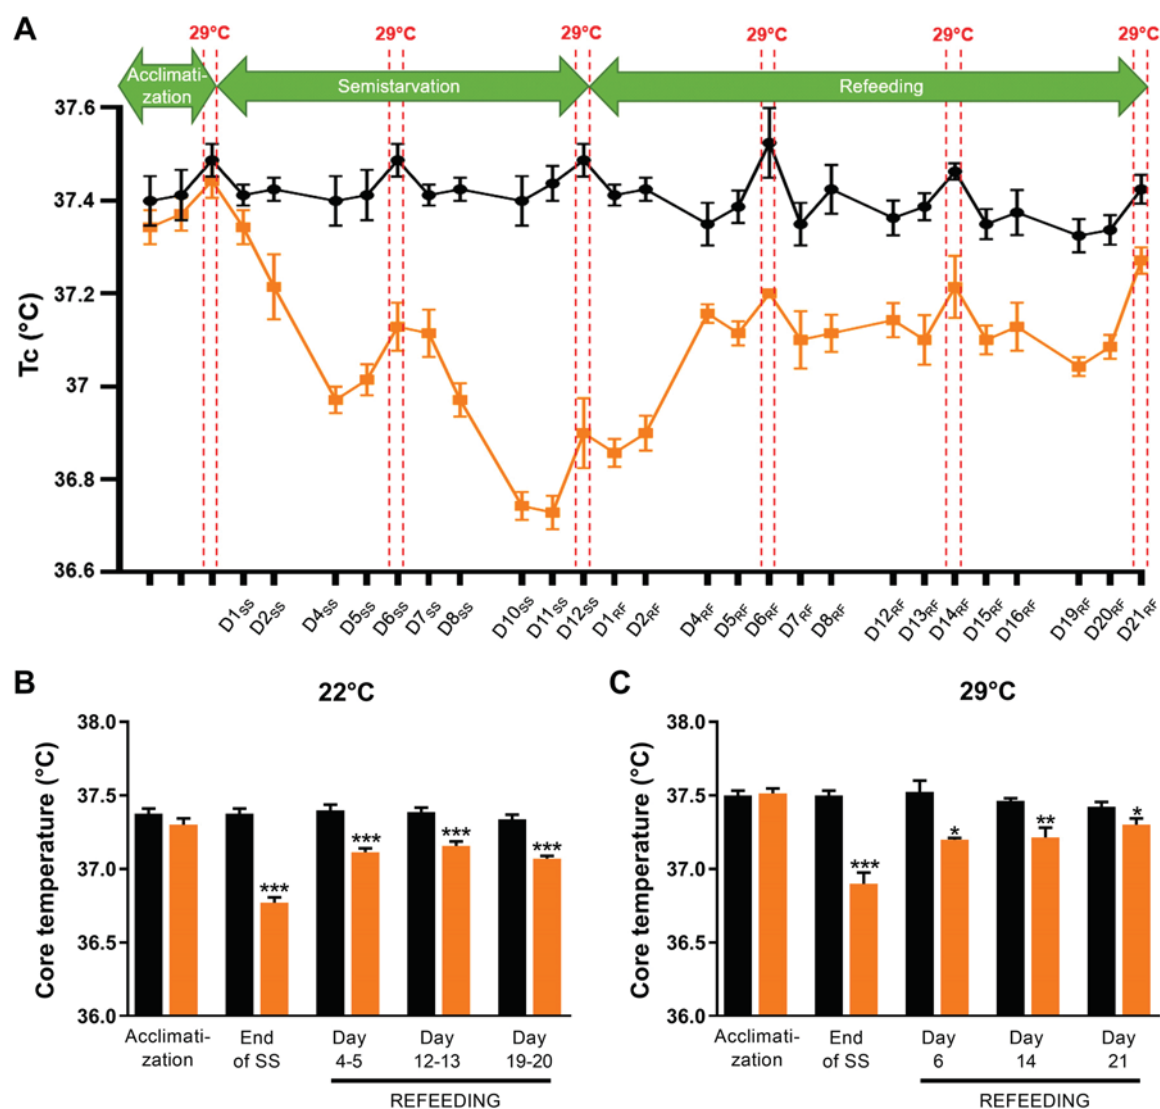 A
29°C 29°C 29°C 29°C 29°C 29°C
Acclimati-
zation
Semistarvation
Refeeding
Tc (°C)
37.6
37.4
37.2
37
36.8
36.6
D1SS D2SS D4SS D5SS D6SS D7SS D8SS D10SS D11SS D12SS D1RF D2RF D4RF D5RF D6RF D7RF D8RF D12RF D13RF D14RF D15RF D16RF D19RF D20RF D21RF
B
22°C
Core temperature (°C)
38.0
37.5
37.0
36.5
36.0
*** *** *** ***
Acclimati-
zation
End
of SS
Day
4-5
Day
12-13
Day
19-20
REFEEDING
C
29°C
Core temperature (°C)
38.0
37.5
37.0
36.5
36.0
*** * ** *
Acclimati-
zation
End
of SS
Day
6
Day
14
Day
21
REFEEDING